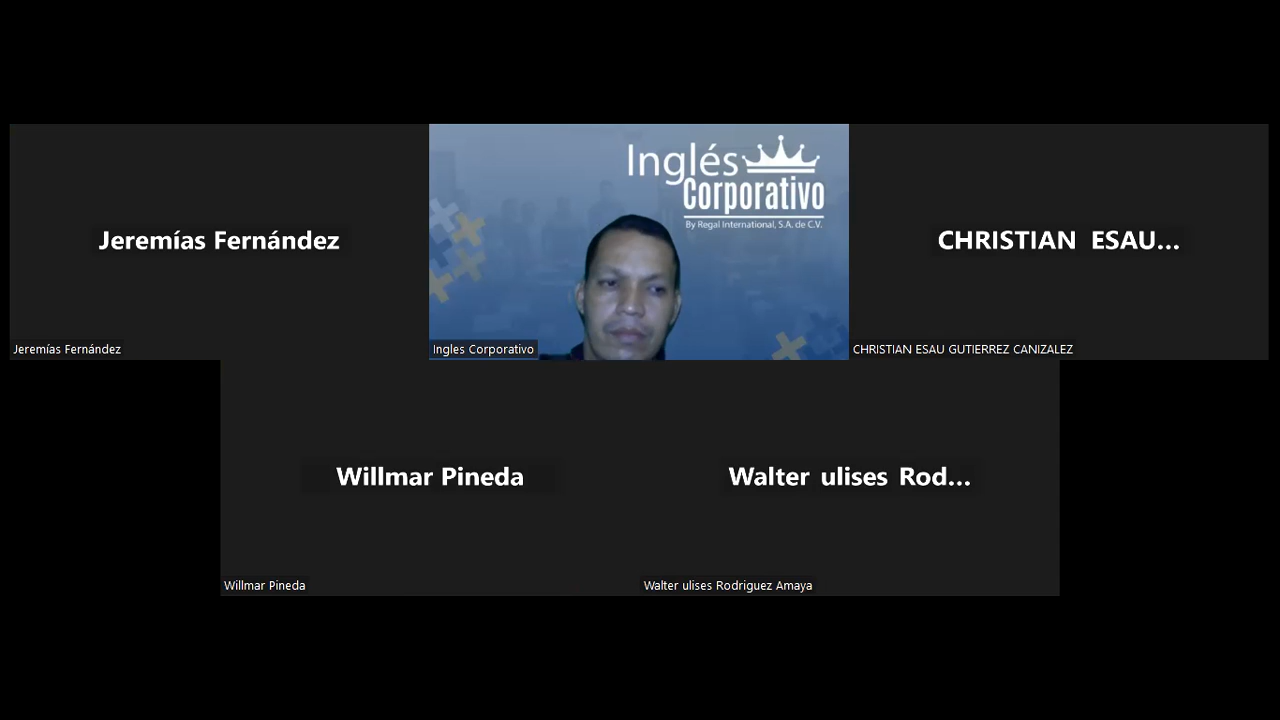 Jeremías Fernández
Jeremías Fernández
Inglés
Corporativo
By Regal International, S.A. de C.V.
Ingles Corporativo
CHRISTIAN ESAU...
CHRISTIAN ESAU GUTIERREZ CANIZALEZ
Willmar Pineda
Willmar Pineda
Walter ulises Rod...
Walter ulises Rodriguez Amaya